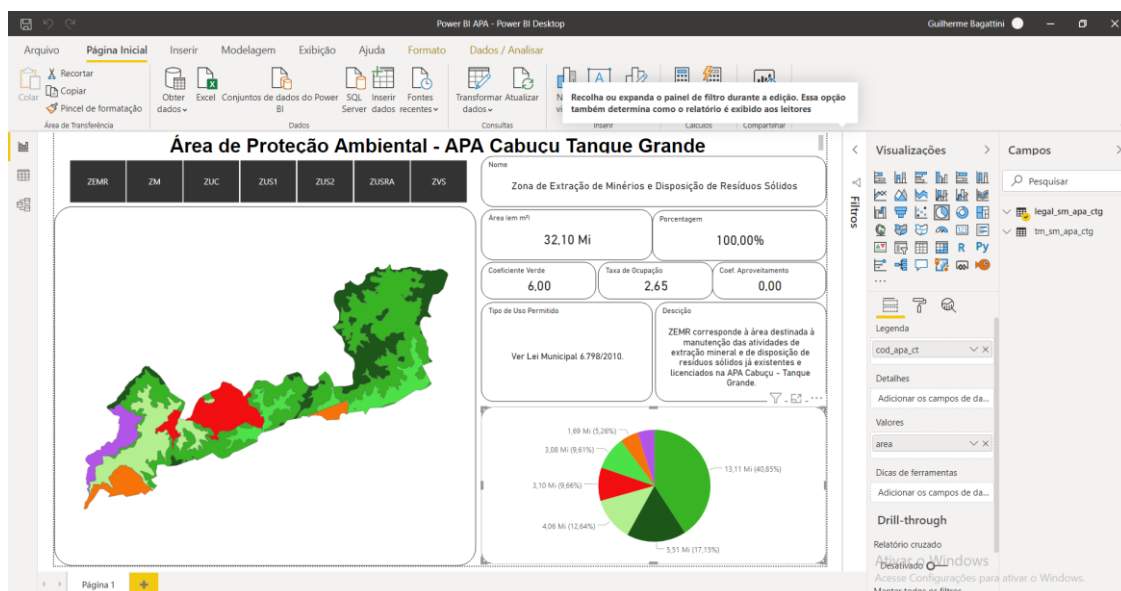 Power BI APA - Power BI Desktop
Guilherme Bagattini
Arquivo
Página Inicial
Inserir
Modelagem
Exibição
Ajuda
Formato
Dados / Analisar
Colar
Recortar
Copiar
Pincel de formatação
Área de Transferência
Obter dados
Excel
Conjuntos de dados do Power BI
SQL Server
Inserir dados
Fontes recentes
Dados
Transformar dados
Atualizar
Consultas
Inserir
Cálculos
Compartilhar
Recolha ou expanda o painel de filtro durante a edição. Essa opção
também determina como o relatório é exibido aos leitores
Área de Proteção Ambiental - APA Cabuçu Tanque Grande
ZEMR
ZM
ZUC
ZUS1
ZUS2
ZUSRA
ZVS
Nome
Zona de Extração de Minérios e Disposição de Resíduos Sólidos
Área (em m²)
32,10 Mi
Porcentagem
100,00%
Coeficiente Verde
6,00
Taxa de Ocupação
2,65
Coef. Aproveitamento
0,00
Tipo de Uso Permitido
Ver Lei Municipal 6.798/2010.
Descição
ZEMR corresponde à área destinada à
manutenção das atividades de
extração mineral e de disposição de
resíduos sólidos já existentes e
licenciados na APA Cabuçu - Tanque
Grande.
1,69 Mi (5,26%)
3,08 Mi (9,61%)
3,10 Mi (9,66%)
4,06 Mi (12,64%)
13,11 Mi (40,85%)
5,51 Mi (17,15%)
Filtros
Visualizações
R
Py
Legenda
cod_apa_ct
Detalhes
Adicionar os campos de da...
Valores
area
Dicas de ferramentas
Adicionar os campos de da...
Drill-through
Relatório cruzado
Desativado
Manter todos os filtros
Campos
Pesquisar
legal_sm_apa_ctg
tm_sm_apa_ctg
Ativar o Windows
Acesse Configurações para ativar o Windows.
Página 1